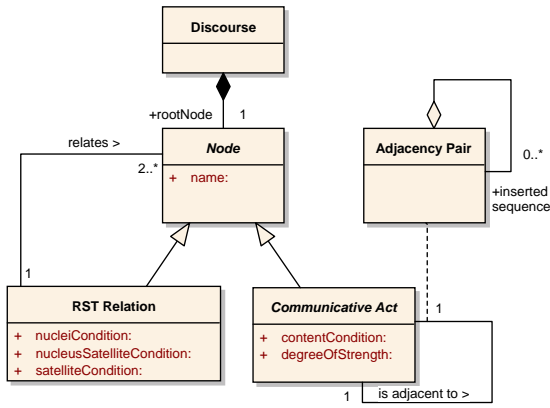 Discourse
+rootNode 1
relates >
2..*
Node
+ name:
Adjacency Pair
0..*
+inserted
sequence
1
RST Relation
+ nucleiCondition:
+ nucleusSatelliteCondition:
+ satelliteCondition:
Communicative Act
+ contentCondition:
+ degreeOfStrength:
1
1
is adjacent to >